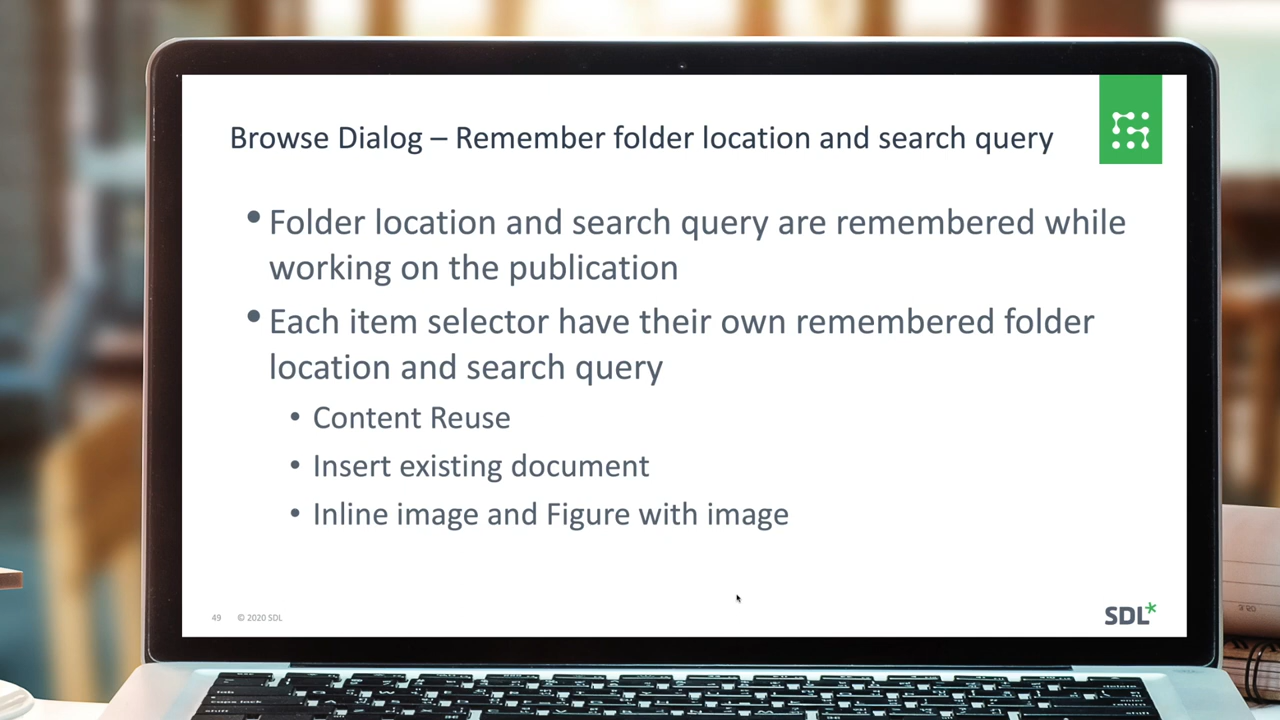 Browse Dialog – Remember folder location and search query
• Folder location and search query are remembered while
working on the publication
• Each item selector have their own remembered folder
location and search query
• Content Reuse
• Insert existing document
• Inline image and Figure with image
49 © 2020 SDL
SDL*